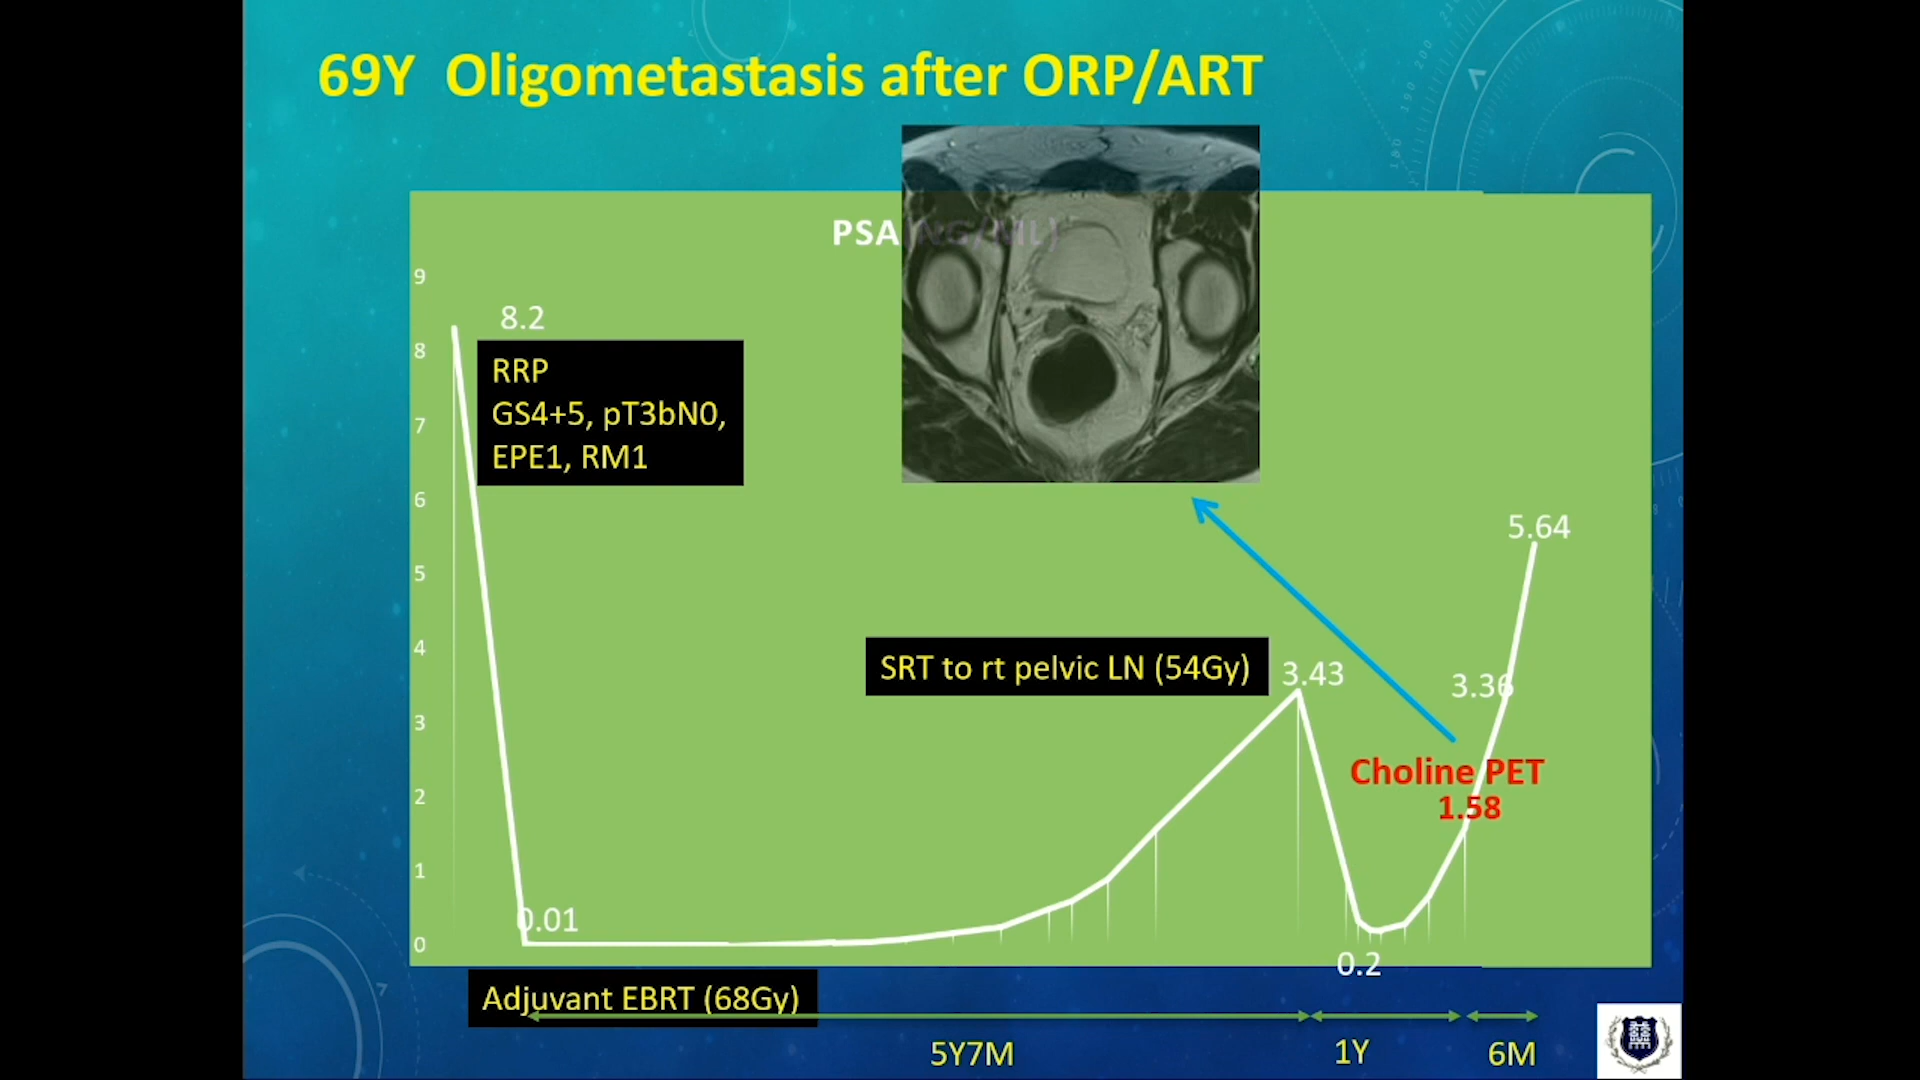 69Y Oligometastasis after ORP/ART
PSA (NG/ML)
9
8
7
6
5
4
3
2
1
0
8.2
RRP
GS4+5, pT3bN0,
EPE1, RM1
0.01
Adjuvant EBRT (68Gy)
SRT to rt pelvic LN (54Gy)
3.43
0.2
Choline PET
1.58
3.36
5.64
5Y7M
1Y
6M